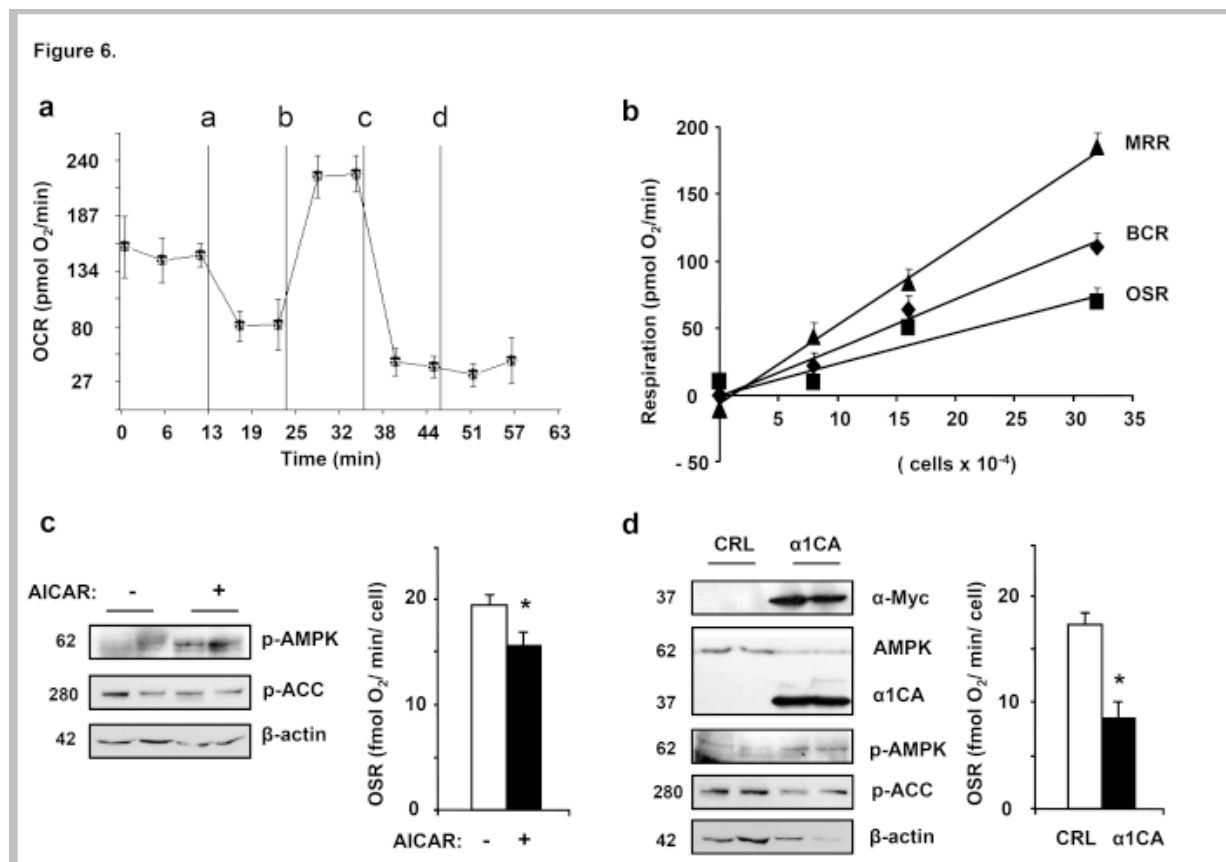 Figure 6.
a
a b c d
240
187
134
80
27
OCR (pmol O2/min)
0 6 13 19 25 32 38 44 51 57 63
Time (min)
b
200
150
100
50
0
- 50
Respiration (pmol O2/min)
MRR
BCR
OSR
5 10 15 20 25 30 35
( cells x 10-4)
c
AICAR: - +
62 p-AMPK
280 p-ACC
42 β-actin
20
10
0
OSR (fmol O2/ min/ cell)
*
AICAR: - +
d
CRL α1CA
37 α-Myc
62 AMPK
37 α1CA
62 p-AMPK
280 p-ACC
42 β-actin
20
10
0
OSR (fmol O2/ min/ cell)
*
CRL α1CA